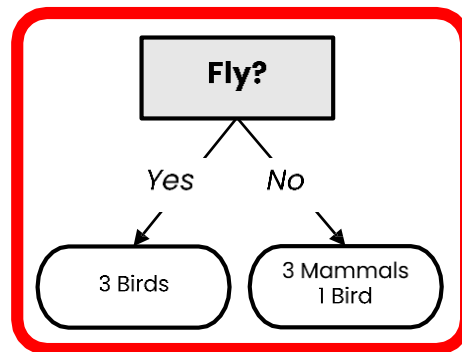 Fly?
Yes
No
3 Birds
3 Mammals
1 Bird